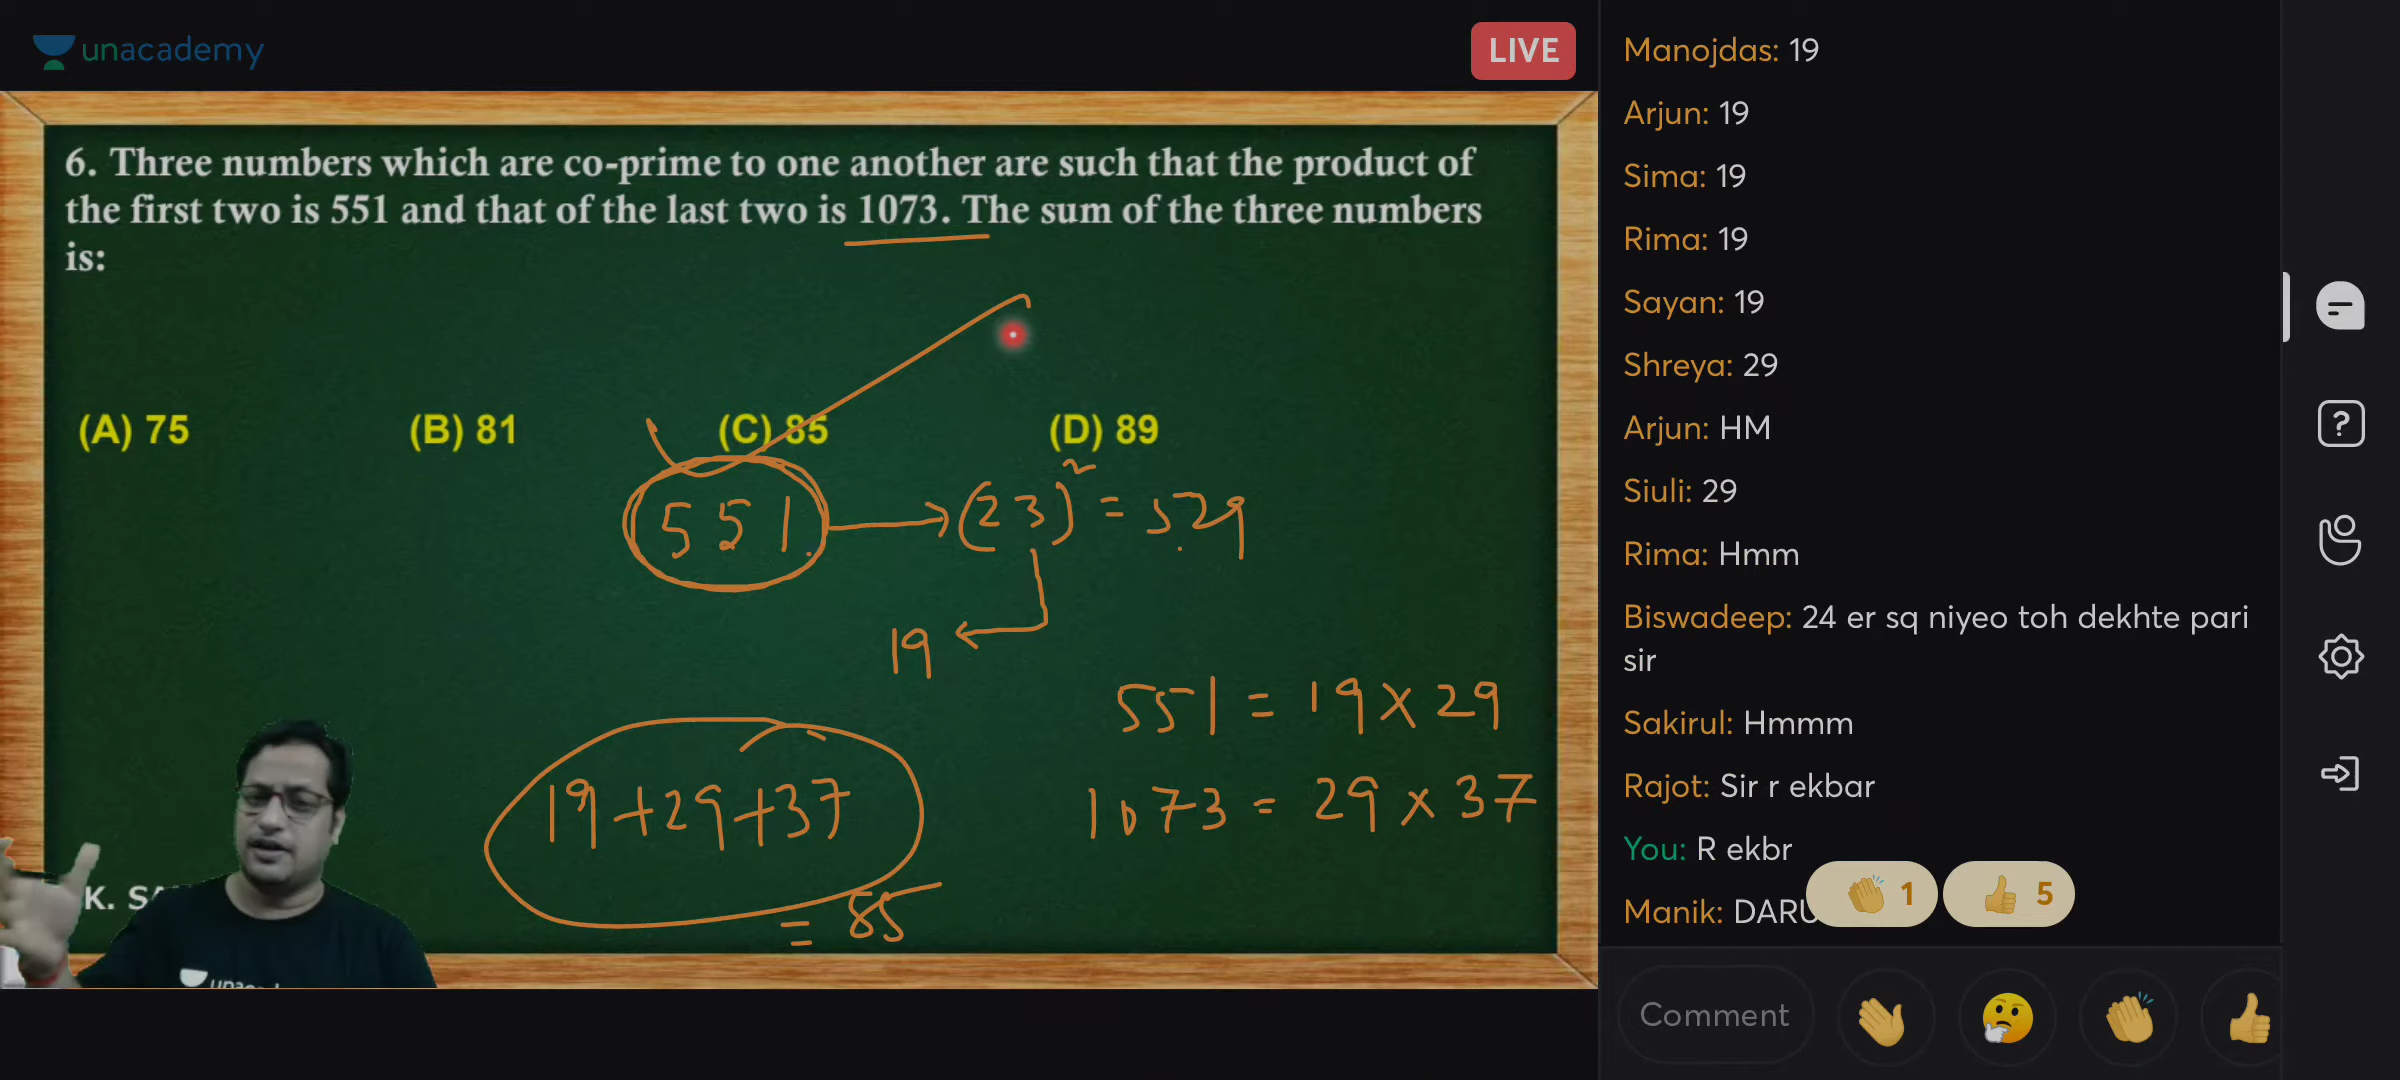 unacademy
LIVE
6. Three numbers which are co-prime to one another are such that the product of
the first two is 551 and that of the last two is 1073. The sum of the three numbers
is:
(A) 75
(B) 81
(C) 85
(D) 89
551 → (23)² = 529
19
551 = 19 × 29
1073 = 29 × 37
19+29+37
= 85
Manojdas: 19
Arjun: 19
Sima: 19
Rima: 19
Sayan: 19
Shreya: 29
Arjun: HM
Siuli: 29
Rima: Hmm
Biswadeep: 24 er sq niyeo toh dekhte pari
sir
Sakirul: Hmmm
Rajot: Sir r ekbar
You: R ekbr
Manik: DARU
1
5
Comment